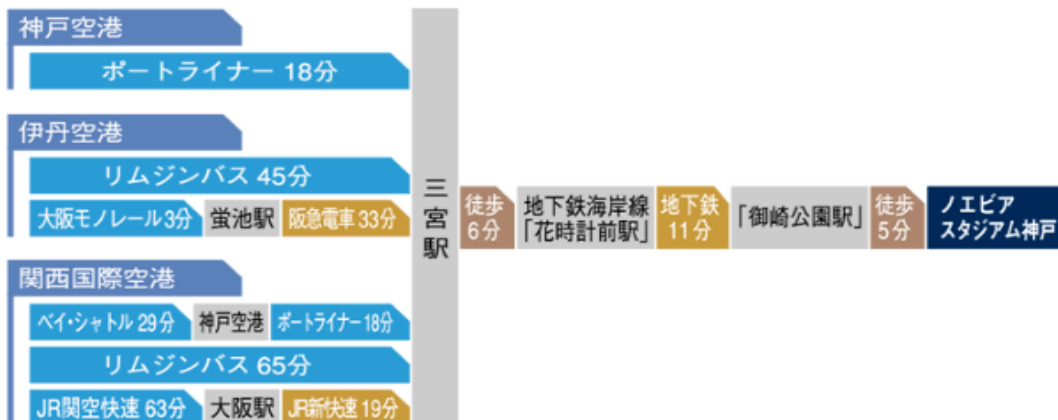 神戸空港
ポートライナー 18分
伊丹空港
リムジンバス 45分
大阪モノレール3分
蛍池駅
阪急電車 33分
関西国際空港
ベイ・シャトル 29分
神戸空港
ポートライナー18分
リムジンバス 65分
JR関空快速 63分
大阪駅
JR新快速 19分
三宮駅
徒歩
6分
地下鉄海岸線
「花時計前駅」
地下鉄
11分
「御崎公園駅」
徒歩
5分
ノエビア
スタジアム神戸